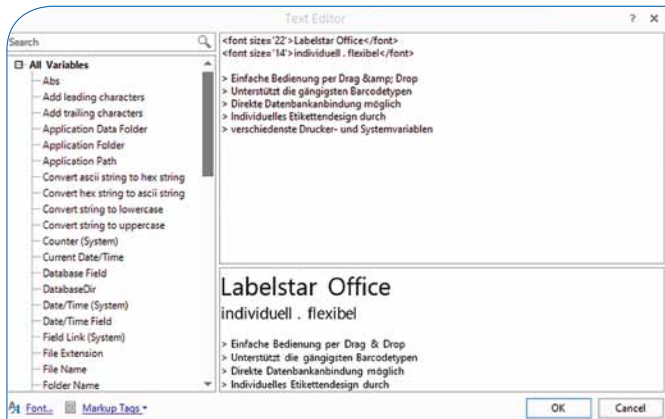 Text Editor
? X
Search
All Variables
Abs
Add leading characters
Add trailing characters
Application Data Folder
Application Folder
Application Path
Convert ascii string to hex string
Convert hex string to ascii string
Convert string to lowercase
Convert string to uppercase
Counter (System)
Current Date/Time
Database Field
DatabaseDir
Date/Time (System)
Date/Time Field
Field Link (System)
File Extension
File Name
Folder Name
<font size='22'>Labelstar Office</font>
<font size='14'>individuell . flexibel</font>
> Einfache Bedienung per Drag &amp; Drop
> Unterstützt die gängigsten Barcodetypen
> Direkte Datenbankanbindung möglich
> Individuelles Etikettendesign durch
> verschiedenste Drucker- und Systemvariablen
Labelstar Office
individuell . flexibel
> Einfache Bedienung per Drag & Drop
> Unterstützt die gängigsten Barcodetypen
> Direkte Datenbankanbindung möglich
> Individuelles Etikettendesign durch
Font... Markup Tags
OK Cancel